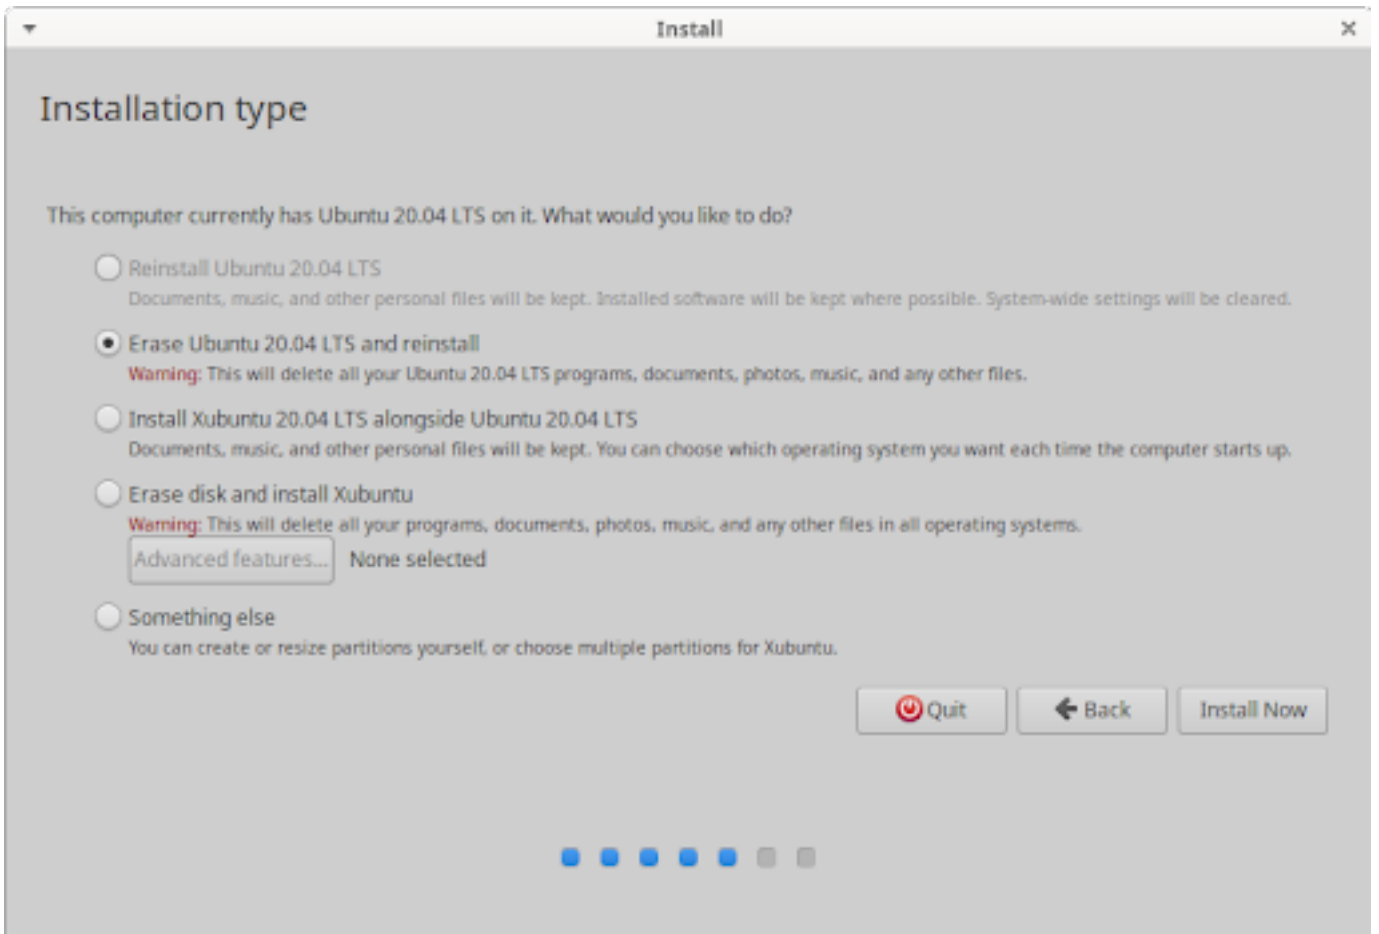 Install
Installation type
This computer currently has Ubuntu 20.04 LTS on it. What would you like to do?
Reinstall Ubuntu 20.04 LTS
Documents, music, and other personal files will be kept. Installed software will be kept where possible. System-wide settings will be cleared.
Erase Ubuntu 20.04 LTS and reinstall
Warning: This will delete all your Ubuntu 20.04 LTS programs, documents, photos, music, and any other files.
Install Xubuntu 20.04 LTS alongside Ubuntu 20.04 LTS
Documents, music, and other personal files will be kept. You can choose which operating system you want each time the computer starts up.
Erase disk and install Xubuntu
Warning: This will delete all your programs, documents, photos, music, and any other files in all operating systems.
Advanced features... None selected
Something else
You can create or resize partitions yourself, or choose multiple partitions for Xubuntu.
Quit Back Install Now